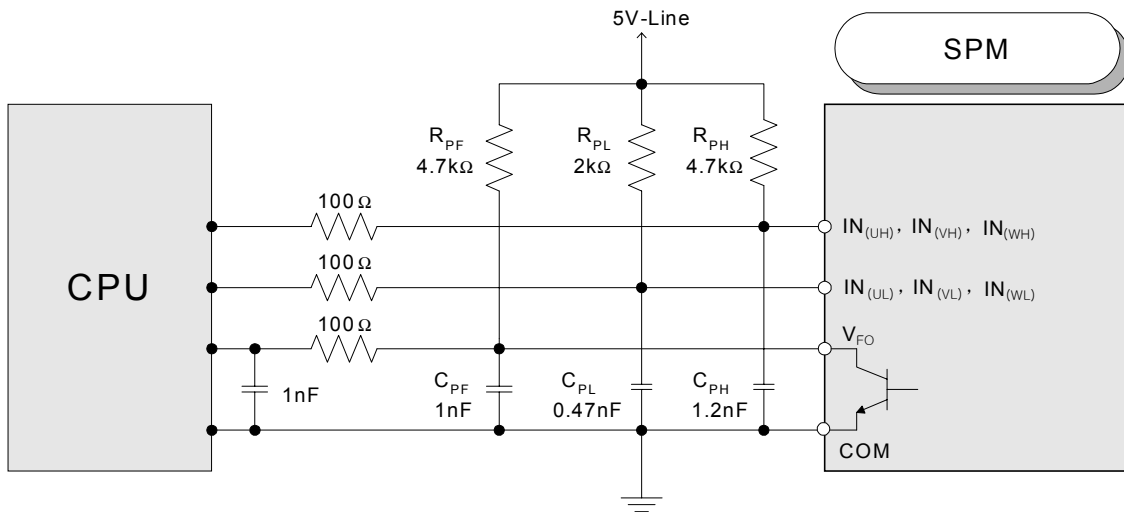 5V-Line
SPM
R_PF
4.7kΩ
R_PL
2kΩ
R_PH
4.7kΩ
100Ω
IN(UH), IN(VH), IN(WH)
CPU
100Ω
IN(UL), IN(VL), IN(WL)
100Ω
V_FO
1nF
C_PF
1nF
C_PL
0.47nF
C_PH
1.2nF
COM